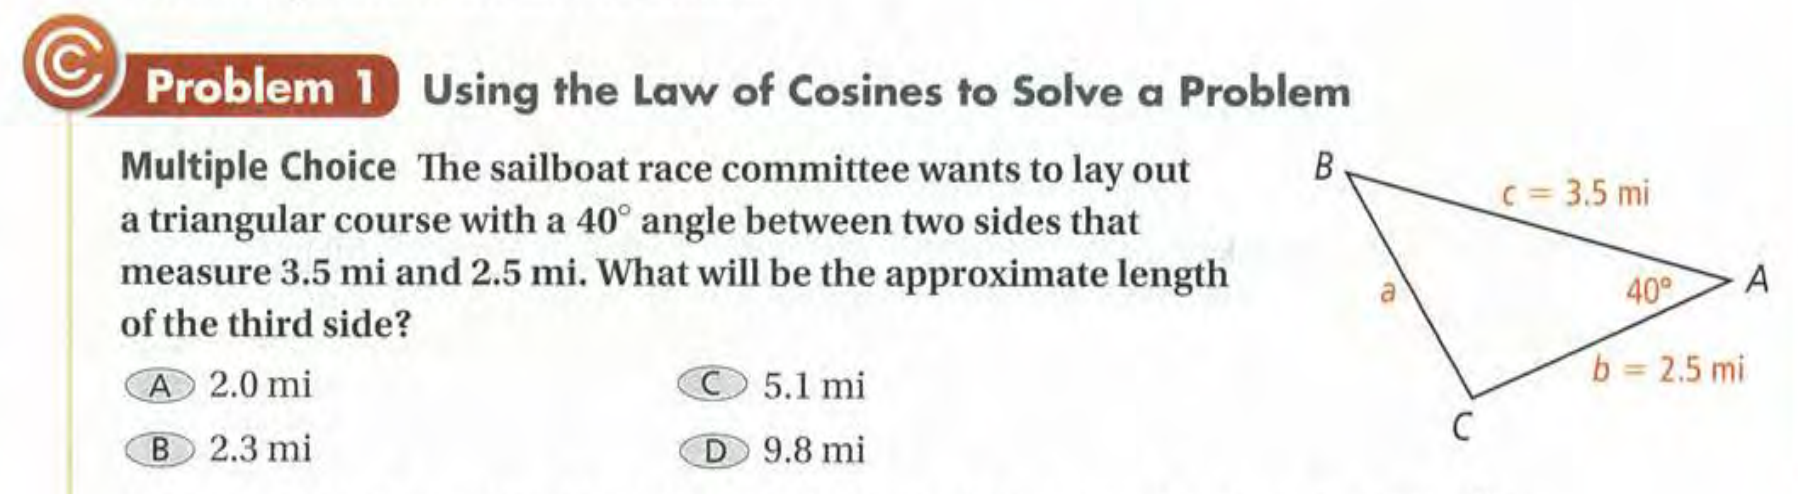 © Problem 1 Using the Law of Cosines to Solve a Problem
Multiple Choice The sailboat race committee wants to lay out
a triangular course with a 40° angle between two sides that
measure 3.5 mi and 2.5 mi. What will be the approximate length
of the third side?
A 2.0 mi
B 2.3 mi
C 5.1 mi
D 9.8 mi
B
c = 3.5 mi
a
40°
A
b = 2.5 mi
C